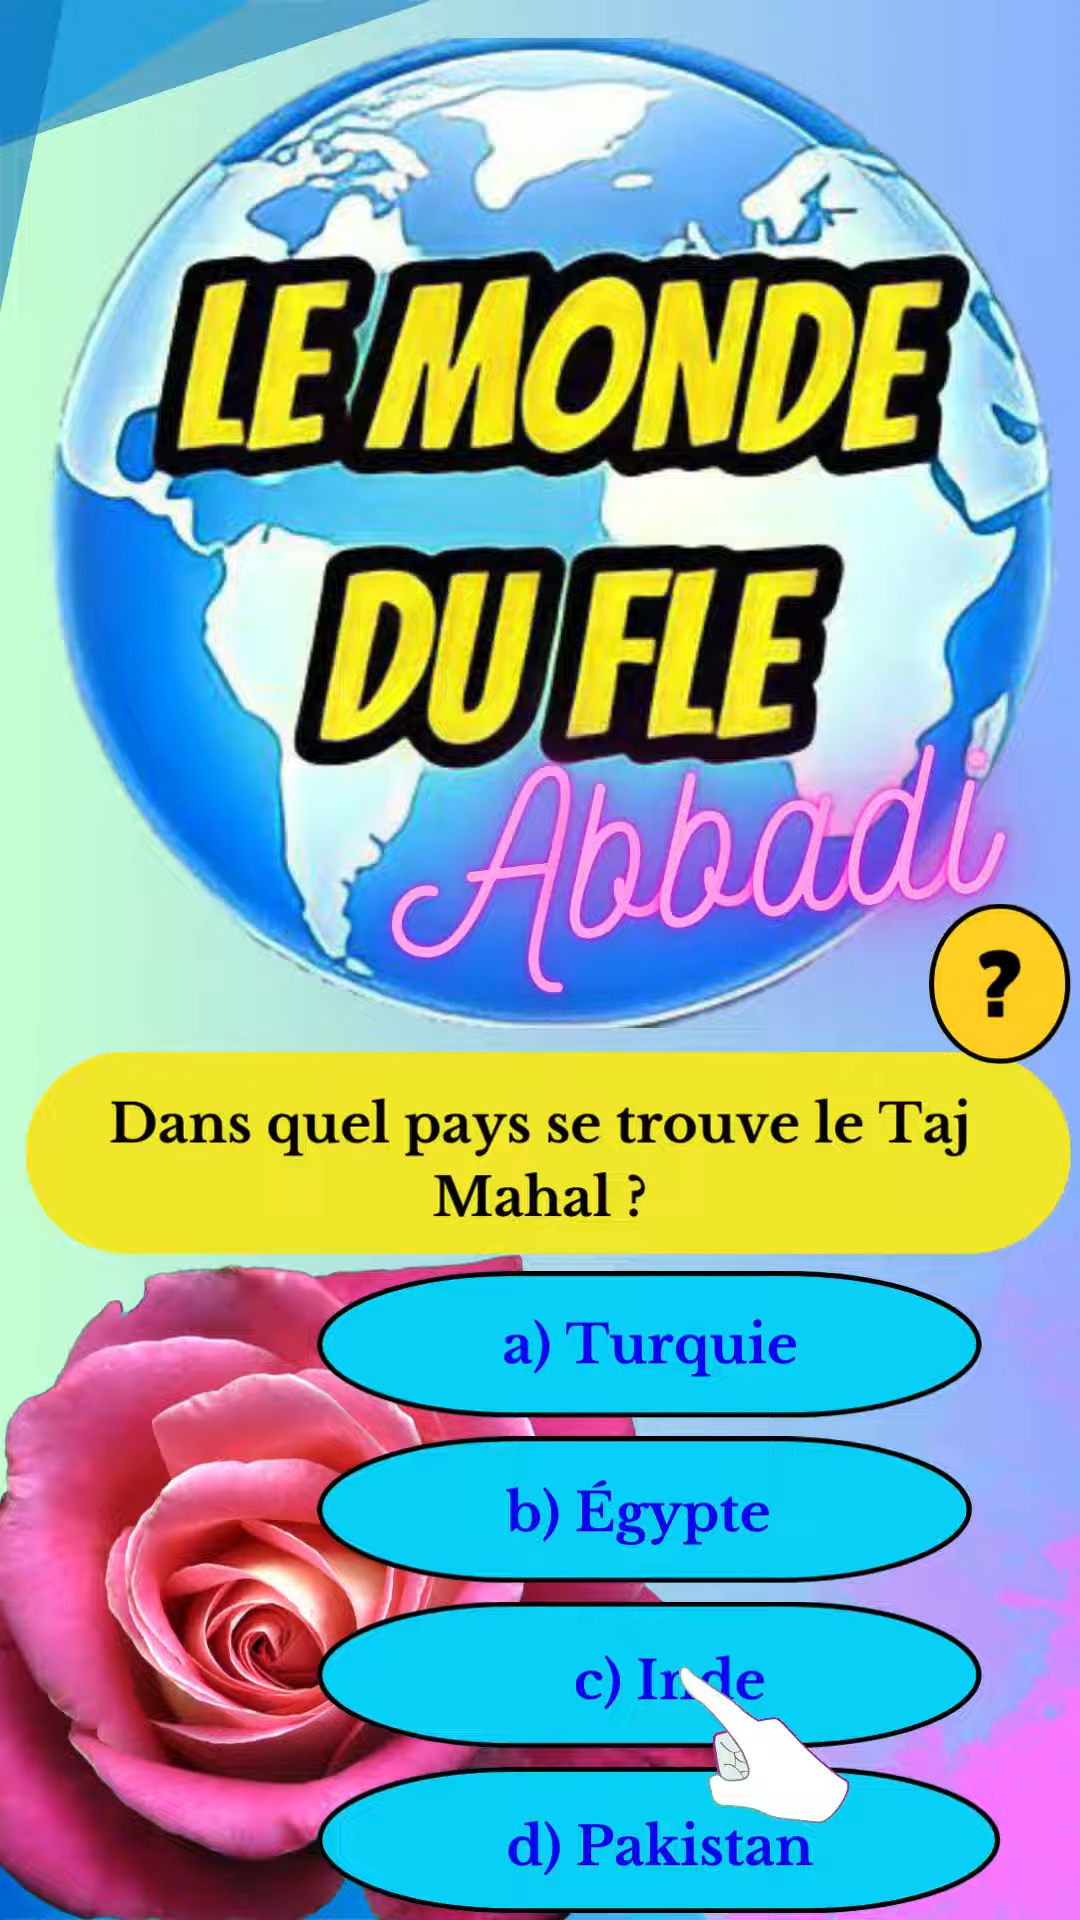 LE MONDE
DU FLE
Abbadi
?
Dans quel pays se trouve le Taj
Mahal ?
a) Turquie
b) Égypte
c) Inde
d) Pakistan